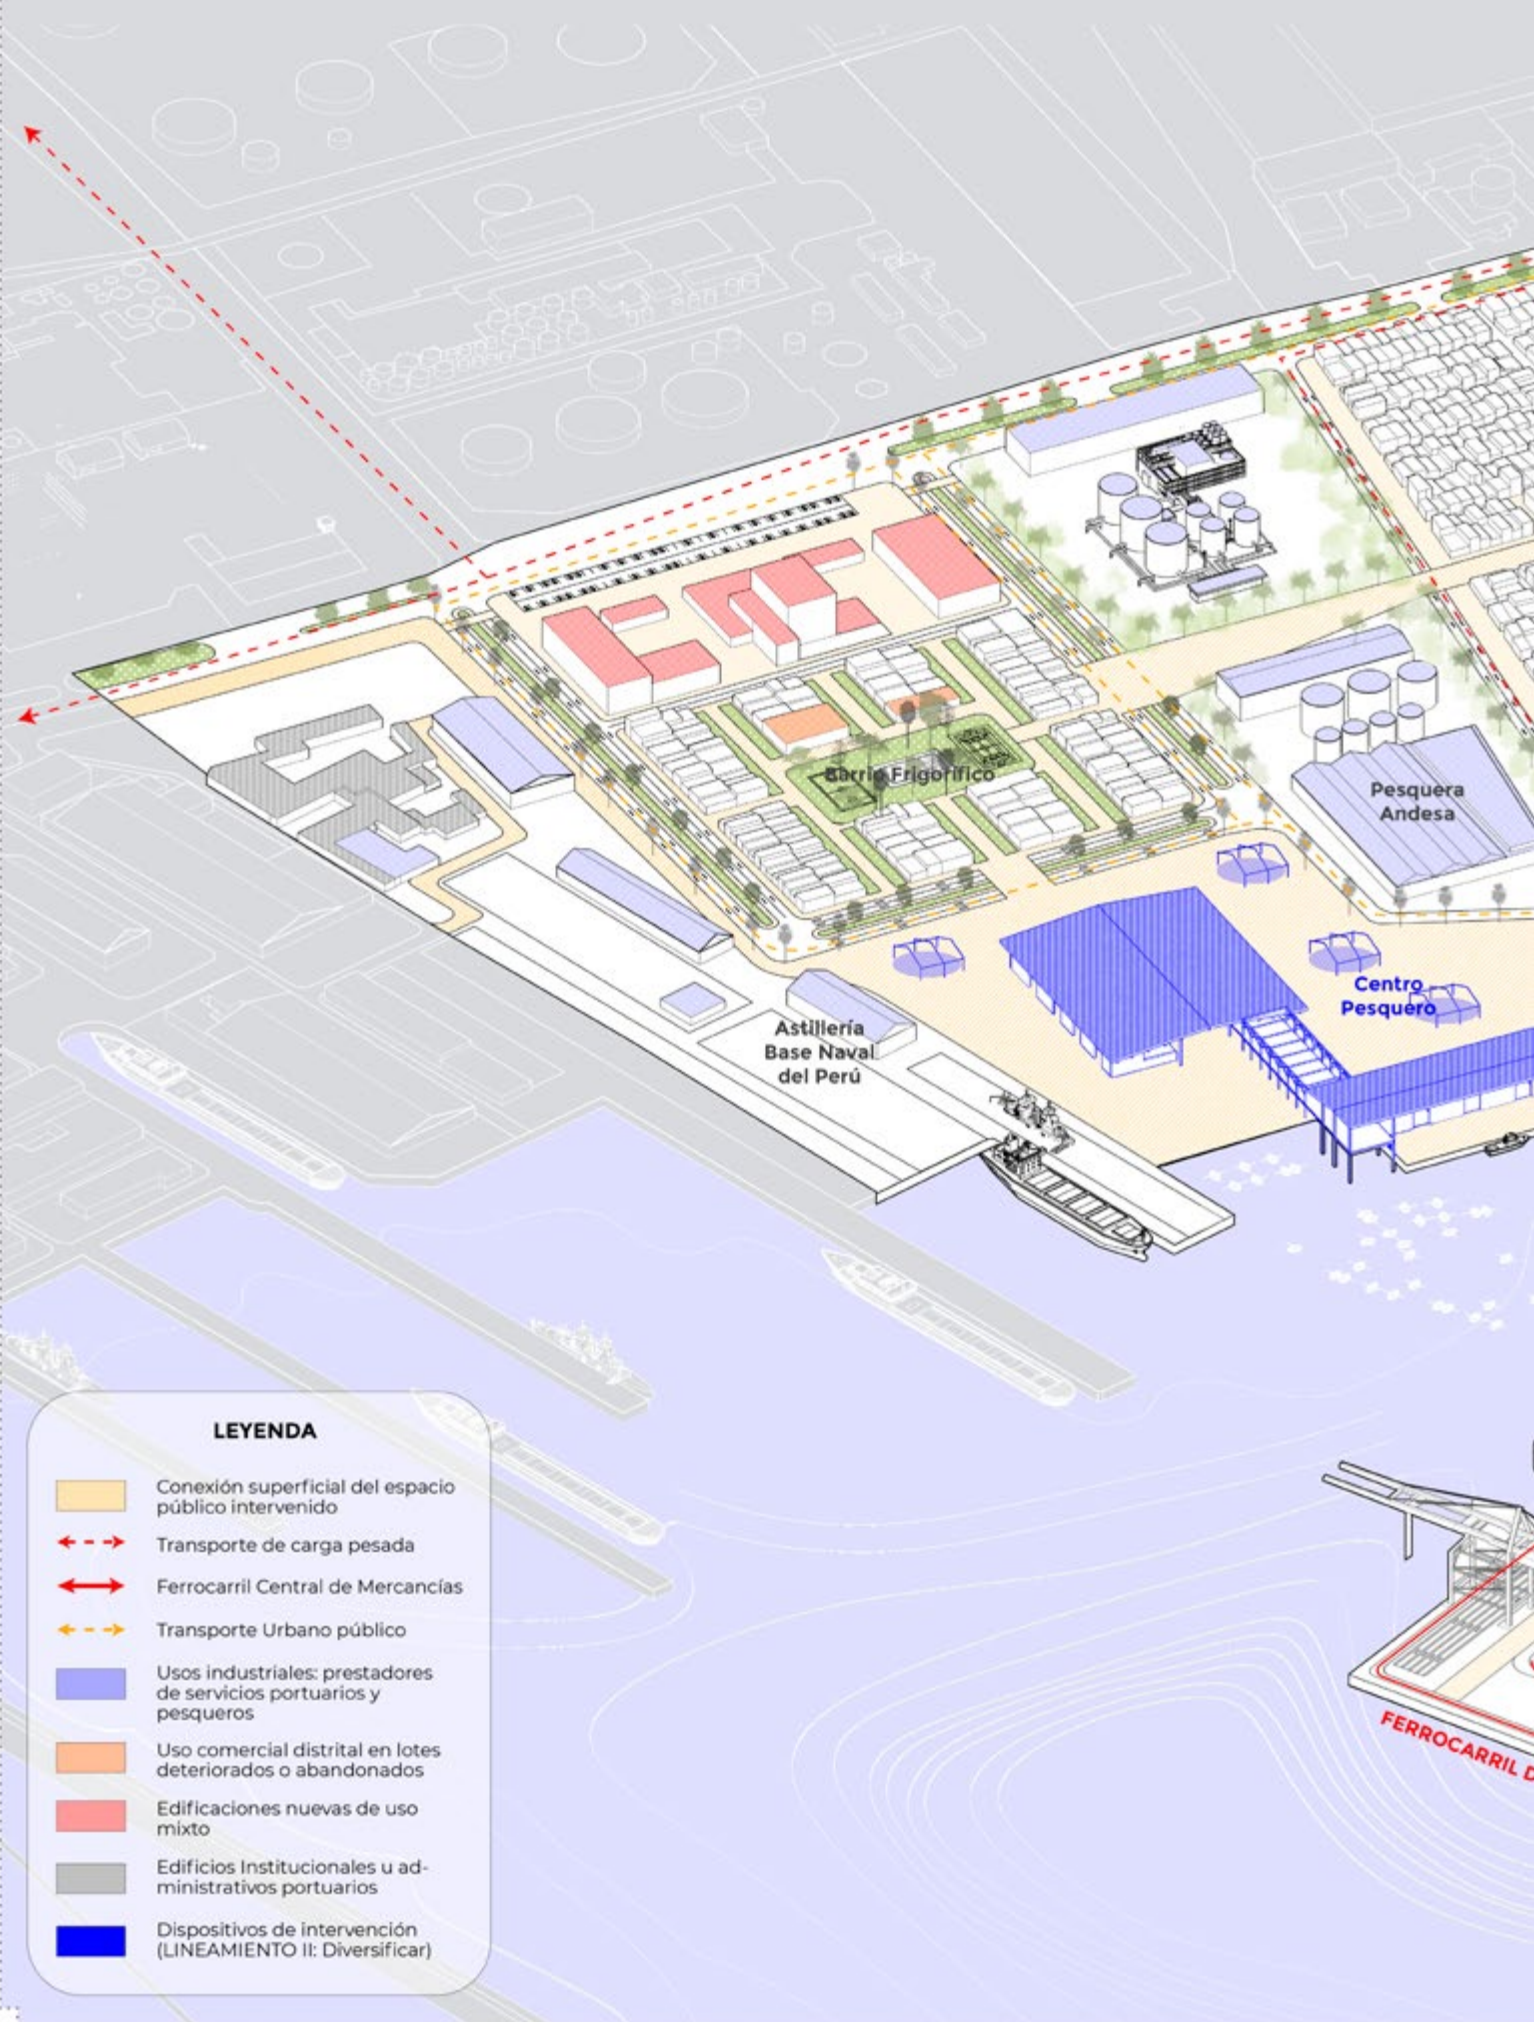 Barrio Frigorífico
Pesquera
Andesa
Centro
Pesquero
Astillería
Base Naval
del Perú
LEYENDA
Conexión superficial del espacio
público intervenido
Transporte de carga pesada
Ferrocarril Central de Mercancías
Transporte Urbano público
Usos industriales: prestadores
de servicios portuarios y
pesqueros
Uso comercial distrital en lotes
deteriorados o abandonados
Edificaciones nuevas de uso
mixto
Edificios Institucionales u ad-
ministrativos portuarios
Dispositivos de intervención
(LINEAMIENTO II: Diversificar)
FERROCARRIL D